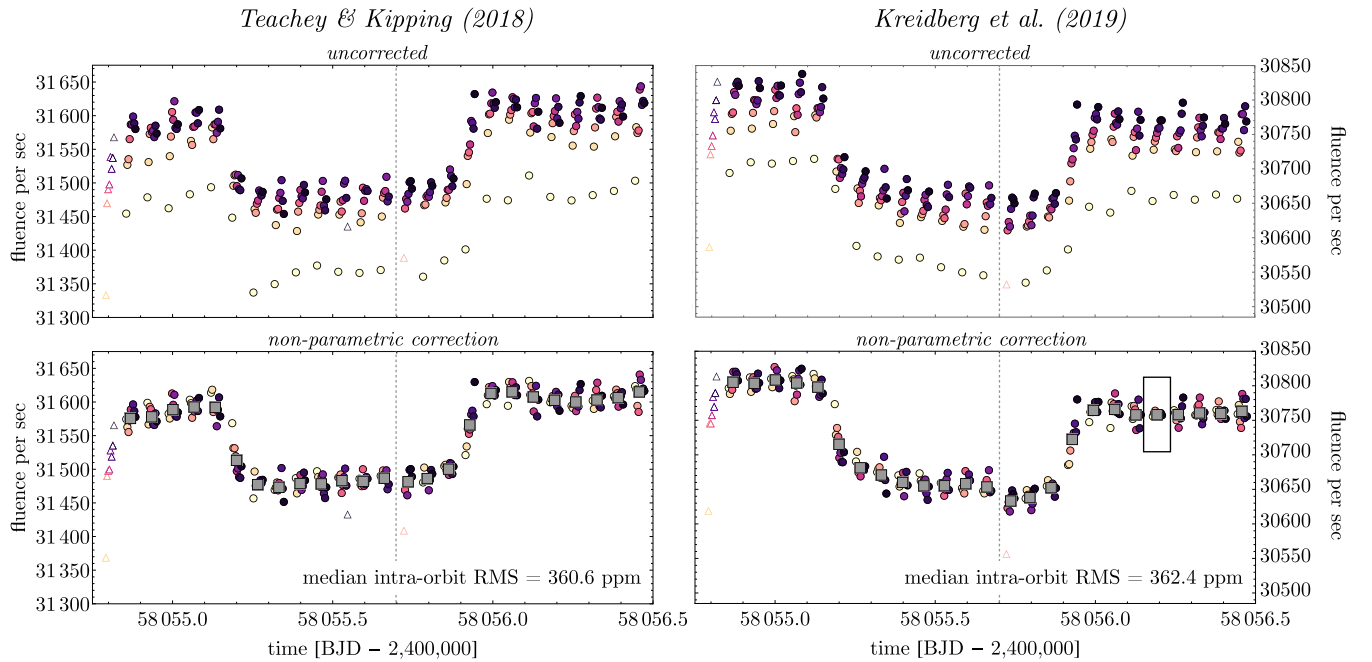 Teachey & Kipping (2018)
Kreidberg et al. (2019)
uncorrected
uncorrected
fluence per sec
31 650
31 600
31 550
31 500
31 450
31 400
31 350
31 300
30850
30800
30750
30700
30650
30600
30550
30500
fluence per sec
non-parametric correction
non-parametric correction
fluence per sec
31 650
31 600
31 550
31 500
31 450
31 400
31 350
31 300
median intra-orbit RMS = 360.6 ppm
median intra-orbit RMS = 362.4 ppm
30850
30800
30750
30700
30650
30600
30550
30500
fluence per sec
58 055.0 58 055.5 58 056.0 58 056.5
58 055.0 58 055.5 58 056.0 58 056.5
time [BJD − 2,400,000]
time [BJD − 2,400,000]